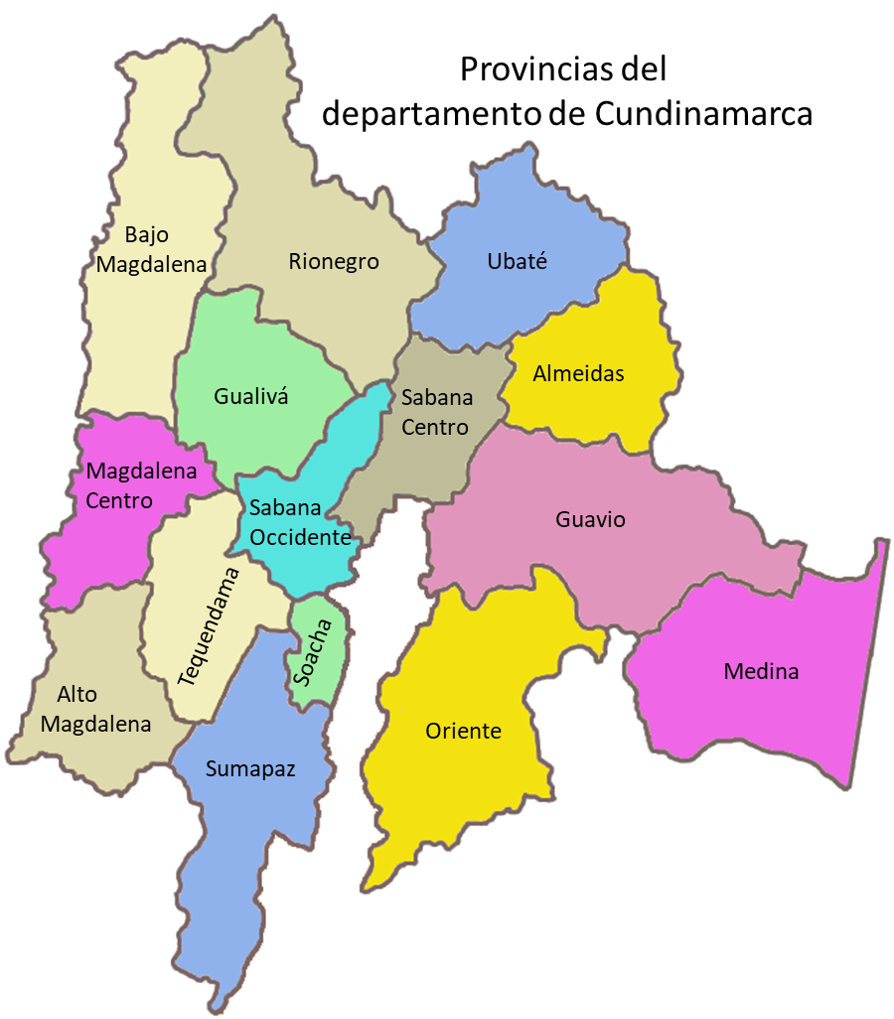 Provincias del
departamento de Cundinamarca
Bajo
Magdalena
Rionegro
Ubaté
Gualivá
Sabana
Centro
Almeidas
Magdalena
Centro
Sabana
Occidente
Guavio
Tequendama
Soacha
Alto
Magdalena
Medina
Oriente
Sumapaz